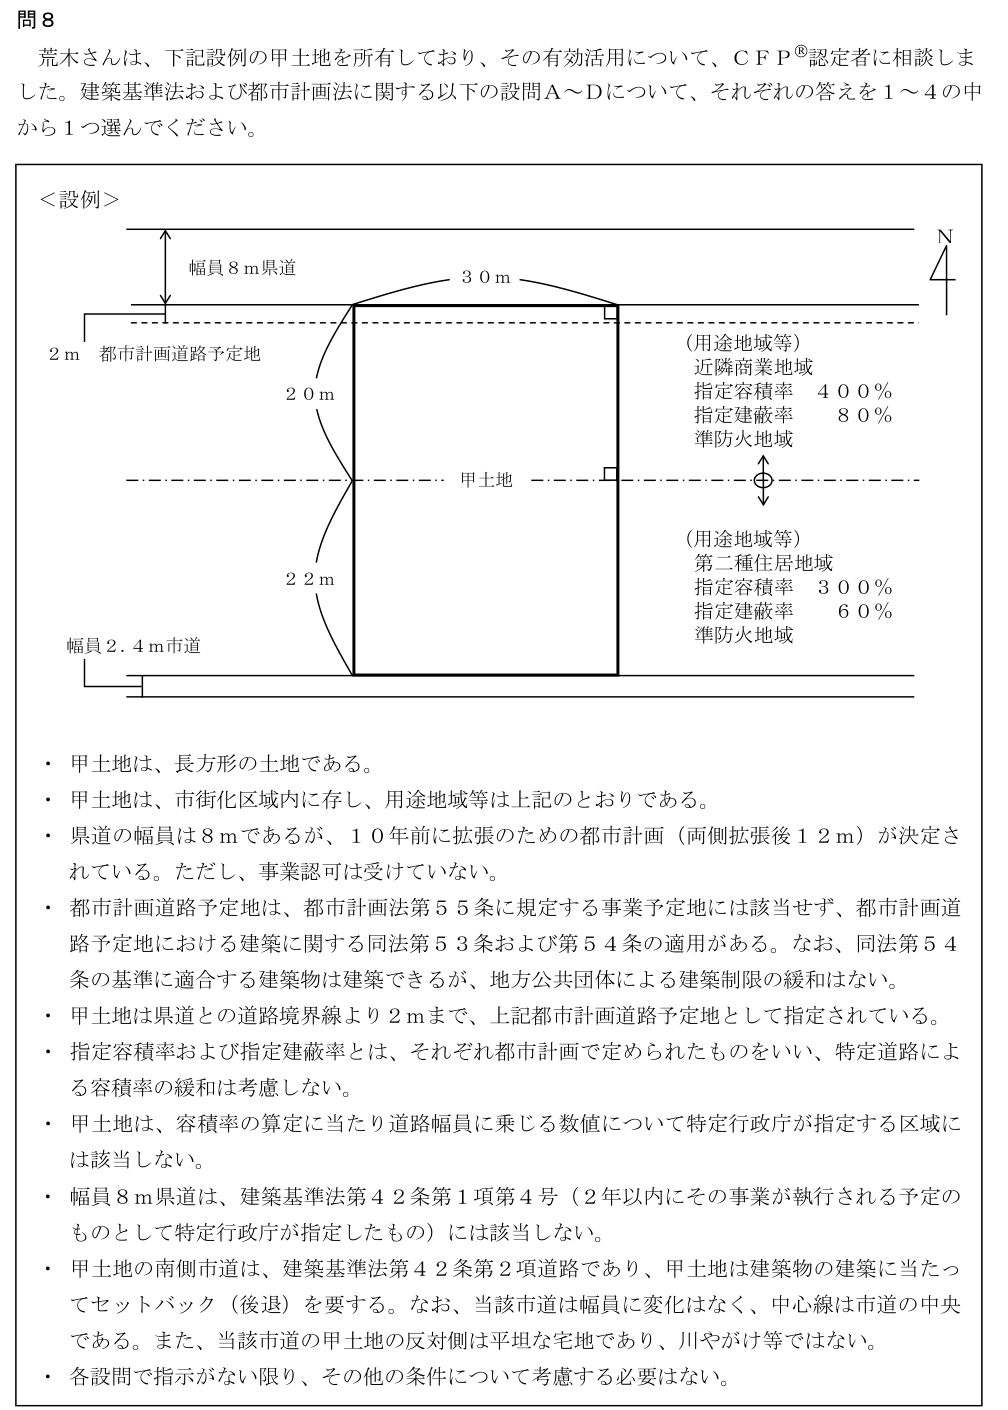 問８
　荒木さんは、下記設例の甲土地を所有しており、その有効活用について、ＣＦＰ®認定者に相談しま
した。建築基準法および都市計画法に関する以下の設問Ａ～Ｄについて、それぞれの答えを１～４の中
から１つ選んでください。
＜設例＞
N
幅員８ｍ県道
３０ｍ
２ｍ　都市計画道路予定地
（用途地域等）
近隣商業地域
指定容積率　４００％
指定建蔽率　　８０％
準防火地域
２０ｍ
甲土地
（用途地域等）
第二種住居地域
指定容積率　３００％
指定建蔽率　　６０％
準防火地域
２２ｍ
幅員２.４ｍ市道
・ 甲土地は、長方形の土地である。
・ 甲土地は、市街化区域内に存し、用途地域等は上記のとおりである。
・ 県道の幅員は８ｍであるが、１０年前に拡張のための都市計画（両側拡張後１２ｍ）が決定さ
れている。ただし、事業認可は受けていない。
・ 都市計画道路予定地は、都市計画法第５５条に規定する事業予定地には該当せず、都市計画道
路予定地における建築に関する同法第５３条および第５４条の適用がある。なお、同法第５４
条の基準に適合する建築物は建築できるが、地方公共団体による建築制限の緩和はない。
・ 甲土地は県道との道路境界線より２ｍまで、上記都市計画道路予定地として指定されている。
・ 指定容積率および指定建蔽率とは、それぞれ都市計画で定められたものをいい、特定道路によ
る容積率の緩和は考慮しない。
・ 甲土地は、容積率の算定に当たり道路幅員に乗じる数値について特定行政庁が指定する区域に
は該当しない。
・ 幅員８ｍ県道は、建築基準法第４２条第１項第４号（２年以内にその事業が執行される予定の
ものとして特定行政庁が指定したもの）には該当しない。
・ 甲土地の南側市道は、建築基準法第４２条第２項道路であり、甲土地は建築物の建築に当たっ
てセットバック（後退）を要する。なお、当該市道は幅員に変化はなく、中心線は市道の中央
である。また、当該市道の甲土地の反対側は平坦な宅地であり、川やがけ等ではない。
・ 各設問で指示がない限り、その他の条件について考慮する必要はない。